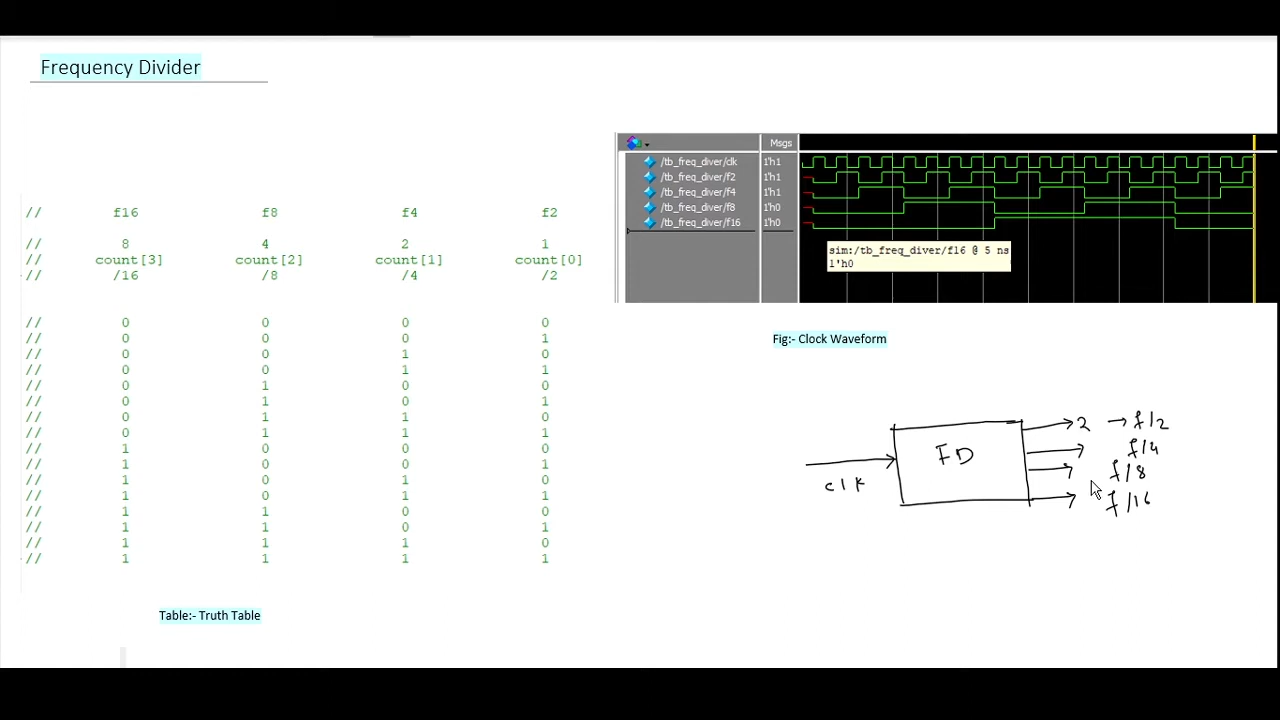 Frequency Divider
Msgs
/tb_freq_diver/clk 1'h1
/tb_freq_diver/f2 1'h1
/tb_freq_diver/f4 1'h1
/tb_freq_diver/f8 1'h0
/tb_freq_diver/f16 1'h0
sim:/tb_freq_diver/f16 @ 5 ns
1'h0
Fig:- Clock Waveform
// f16 f8 f4 f2
// 8 4 2 1
// count[3] count[2] count[1] count[0]
// /16 /8 /4 /2
// 0 0 0 0
// 0 0 0 1
// 0 0 1 0
// 0 0 1 1
// 0 1 0 0
// 0 1 0 1
// 0 1 1 0
// 0 1 1 1
// 1 0 0 0
// 1 0 0 1
// 1 0 1 0
// 1 0 1 1
// 1 1 0 0
// 1 1 0 1
// 1 1 1 0
// 1 1 1 1
Table:- Truth Table
clk
FD
2 → f/2
f/4
f/8
f/16